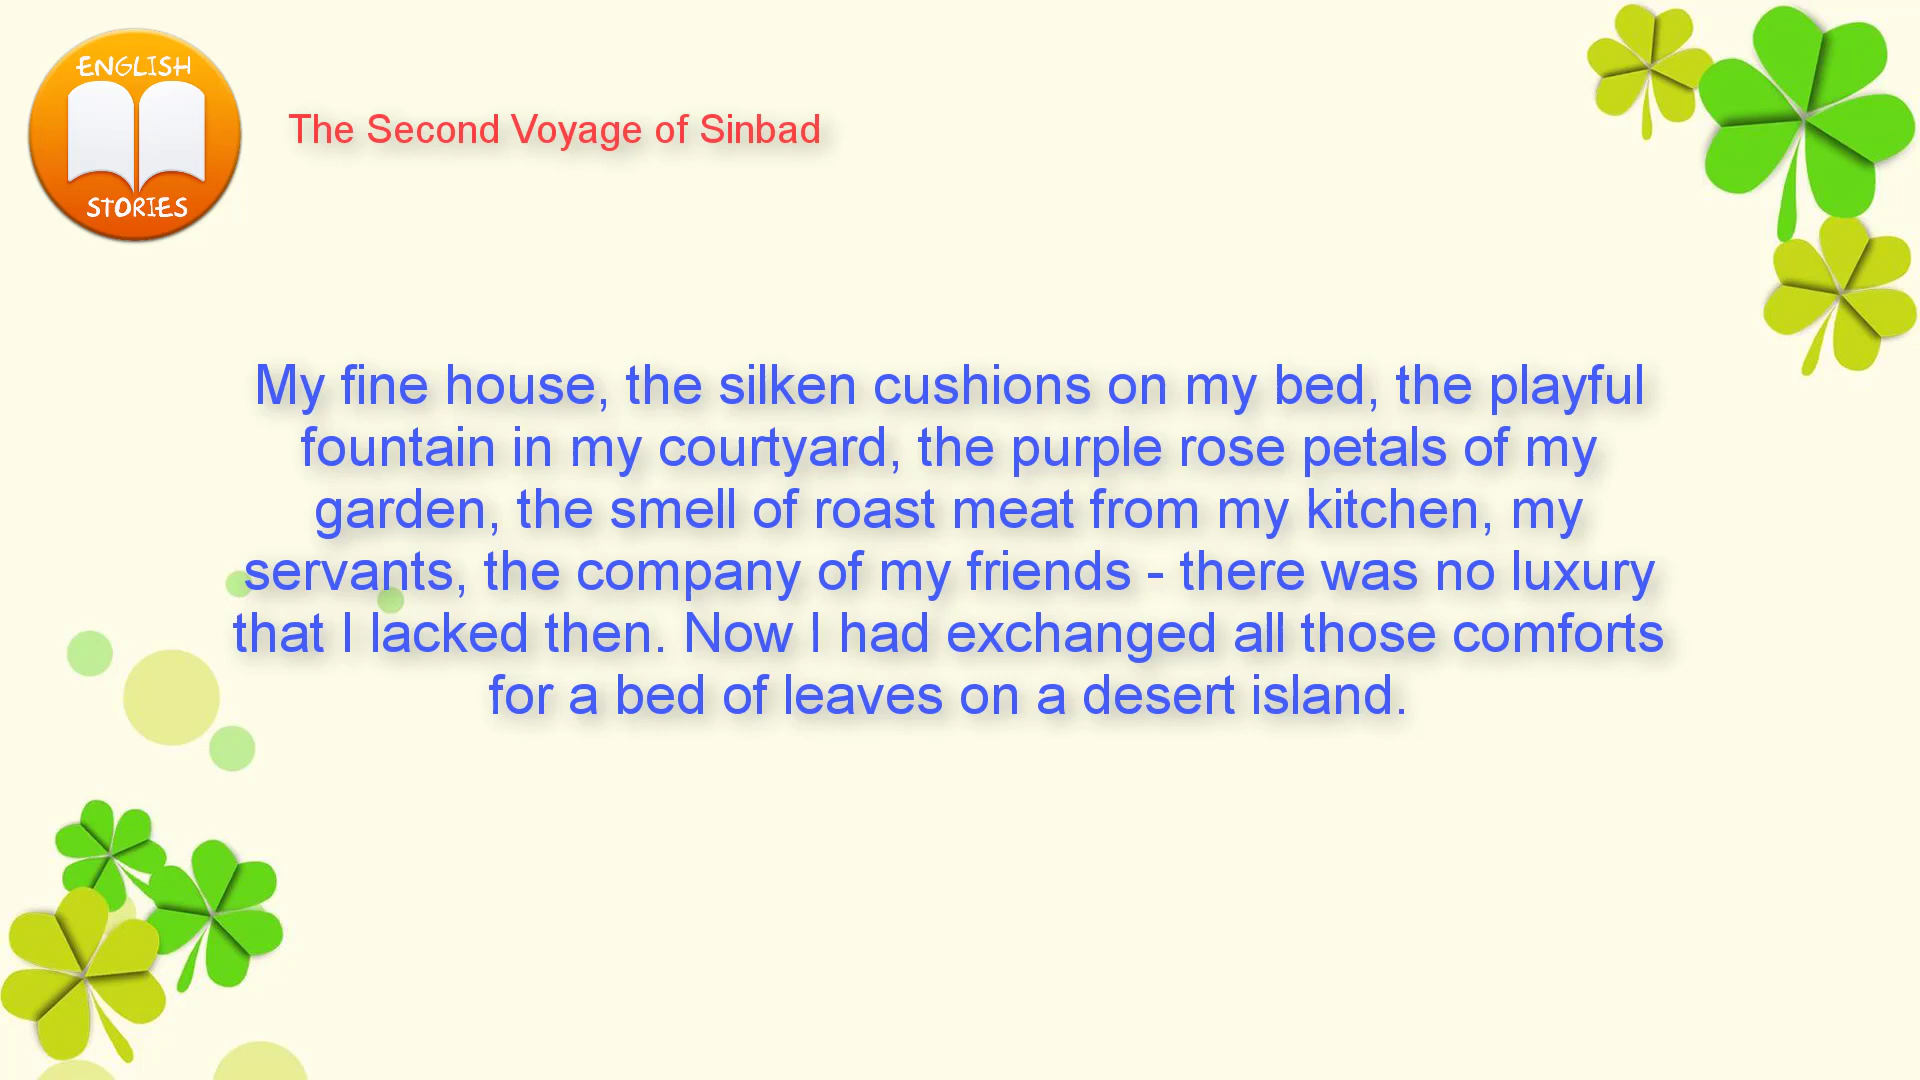 ENGLISH
STORIES
The Second Voyage of Sinbad
My fine house, the silken cushions on my bed, the playful
fountain in my courtyard, the purple rose petals of my
garden, the smell of roast meat from my kitchen, my
servants, the company of my friends - there was no luxury
that I lacked then. Now I had exchanged all those comforts
for a bed of leaves on a desert island.